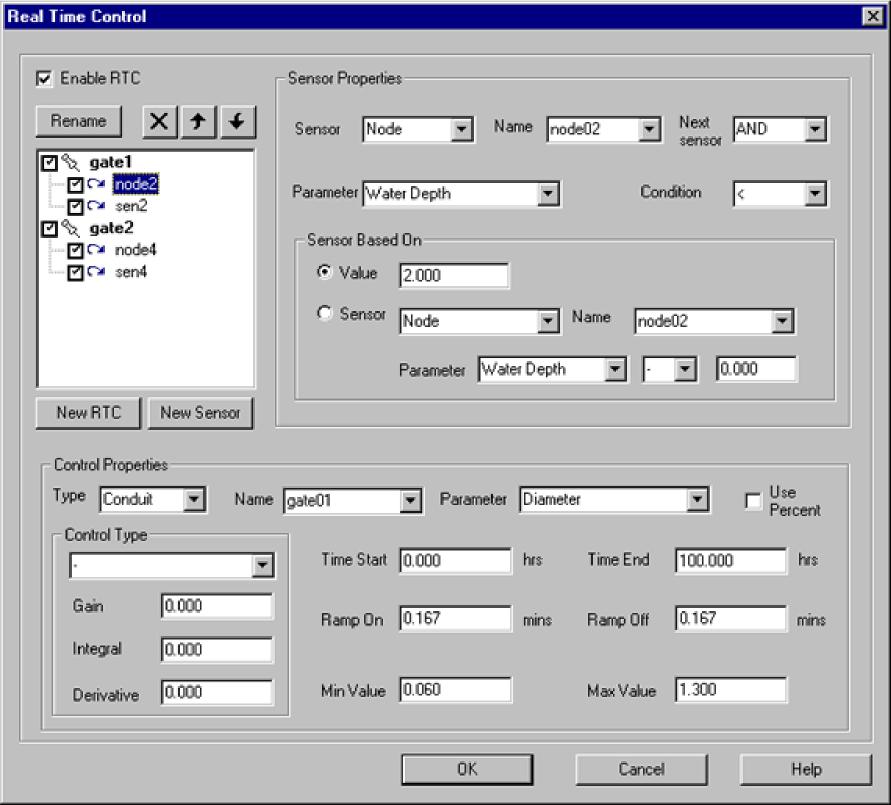 Real Time Control
Enable RTC
Rename
gate1
node2
sen2
gate2
node4
sen4
New RTC New Sensor
Sensor Properties
Sensor Node Name node02 Next sensor AND
Parameter Water Depth Condition <
Sensor Based On
Value 2.000
Sensor Node Name node02
Parameter Water Depth - 0.000
Control Properties
Type Conduit Name gate01 Parameter Diameter Use Percent
Control Type
-
Gain 0.000
Integral 0.000
Derivative 0.000
Time Start 0.000 hrs Time End 100.000 hrs
Ramp On 0.167 mins Ramp Off 0.167 mins
Min Value 0.060 Max Value 1.300
OK Cancel Help